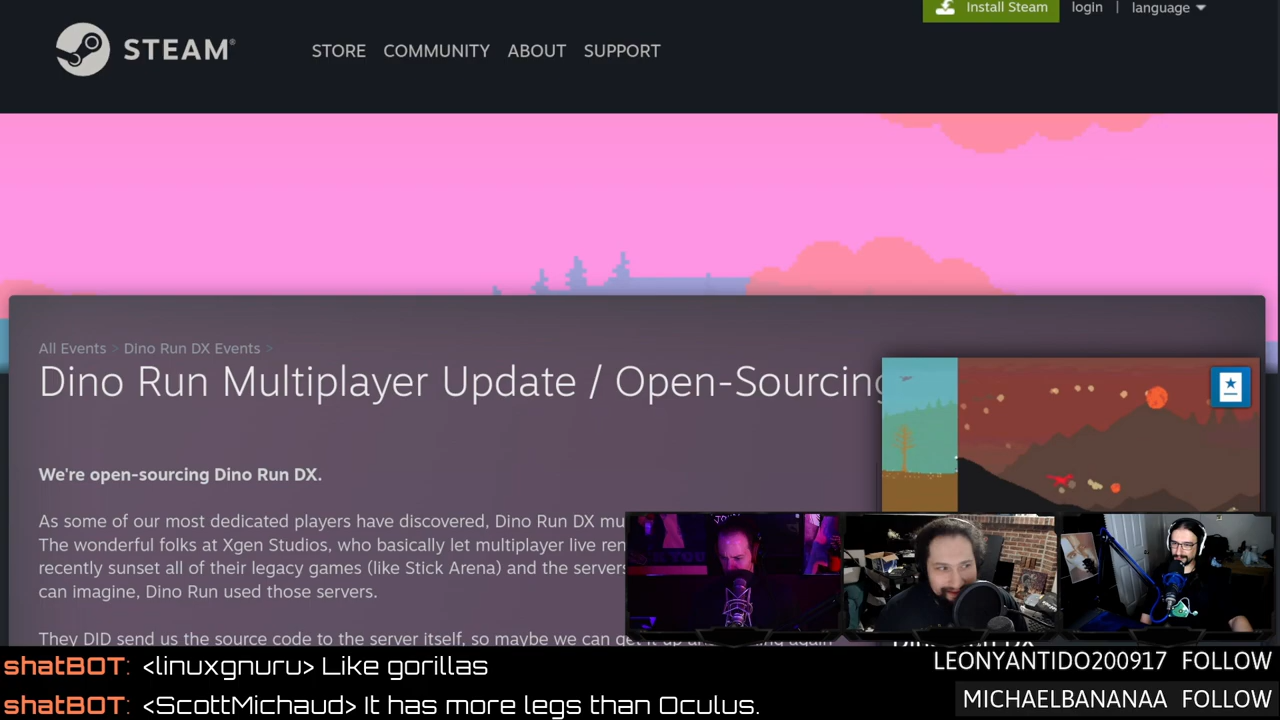 Install Steam
login | language
STEAM®
STORE COMMUNITY ABOUT SUPPORT
All Events > Dino Run DX Events >
Dino Run Multiplayer Update / Open-Sourcing
We're open-sourcing Dino Run DX.
As some of our most dedicated players have discovered, Dino Run DX
The wonderful folks at Xgen Studios, who basically let multiplayer live
recently sunset all of their legacy games (like Stick Arena) and the servers
can imagine, Dino Run used those servers.
They DID send us the source code to the server itself, so maybe we can
shatBOT: <linuxgnuru> Like gorillas
shatBOT: <ScottMichaud> It has more legs than Oculus.
LEONYANTIDO200917 FOLLOW
MICHAELBANANAA FOLLOW